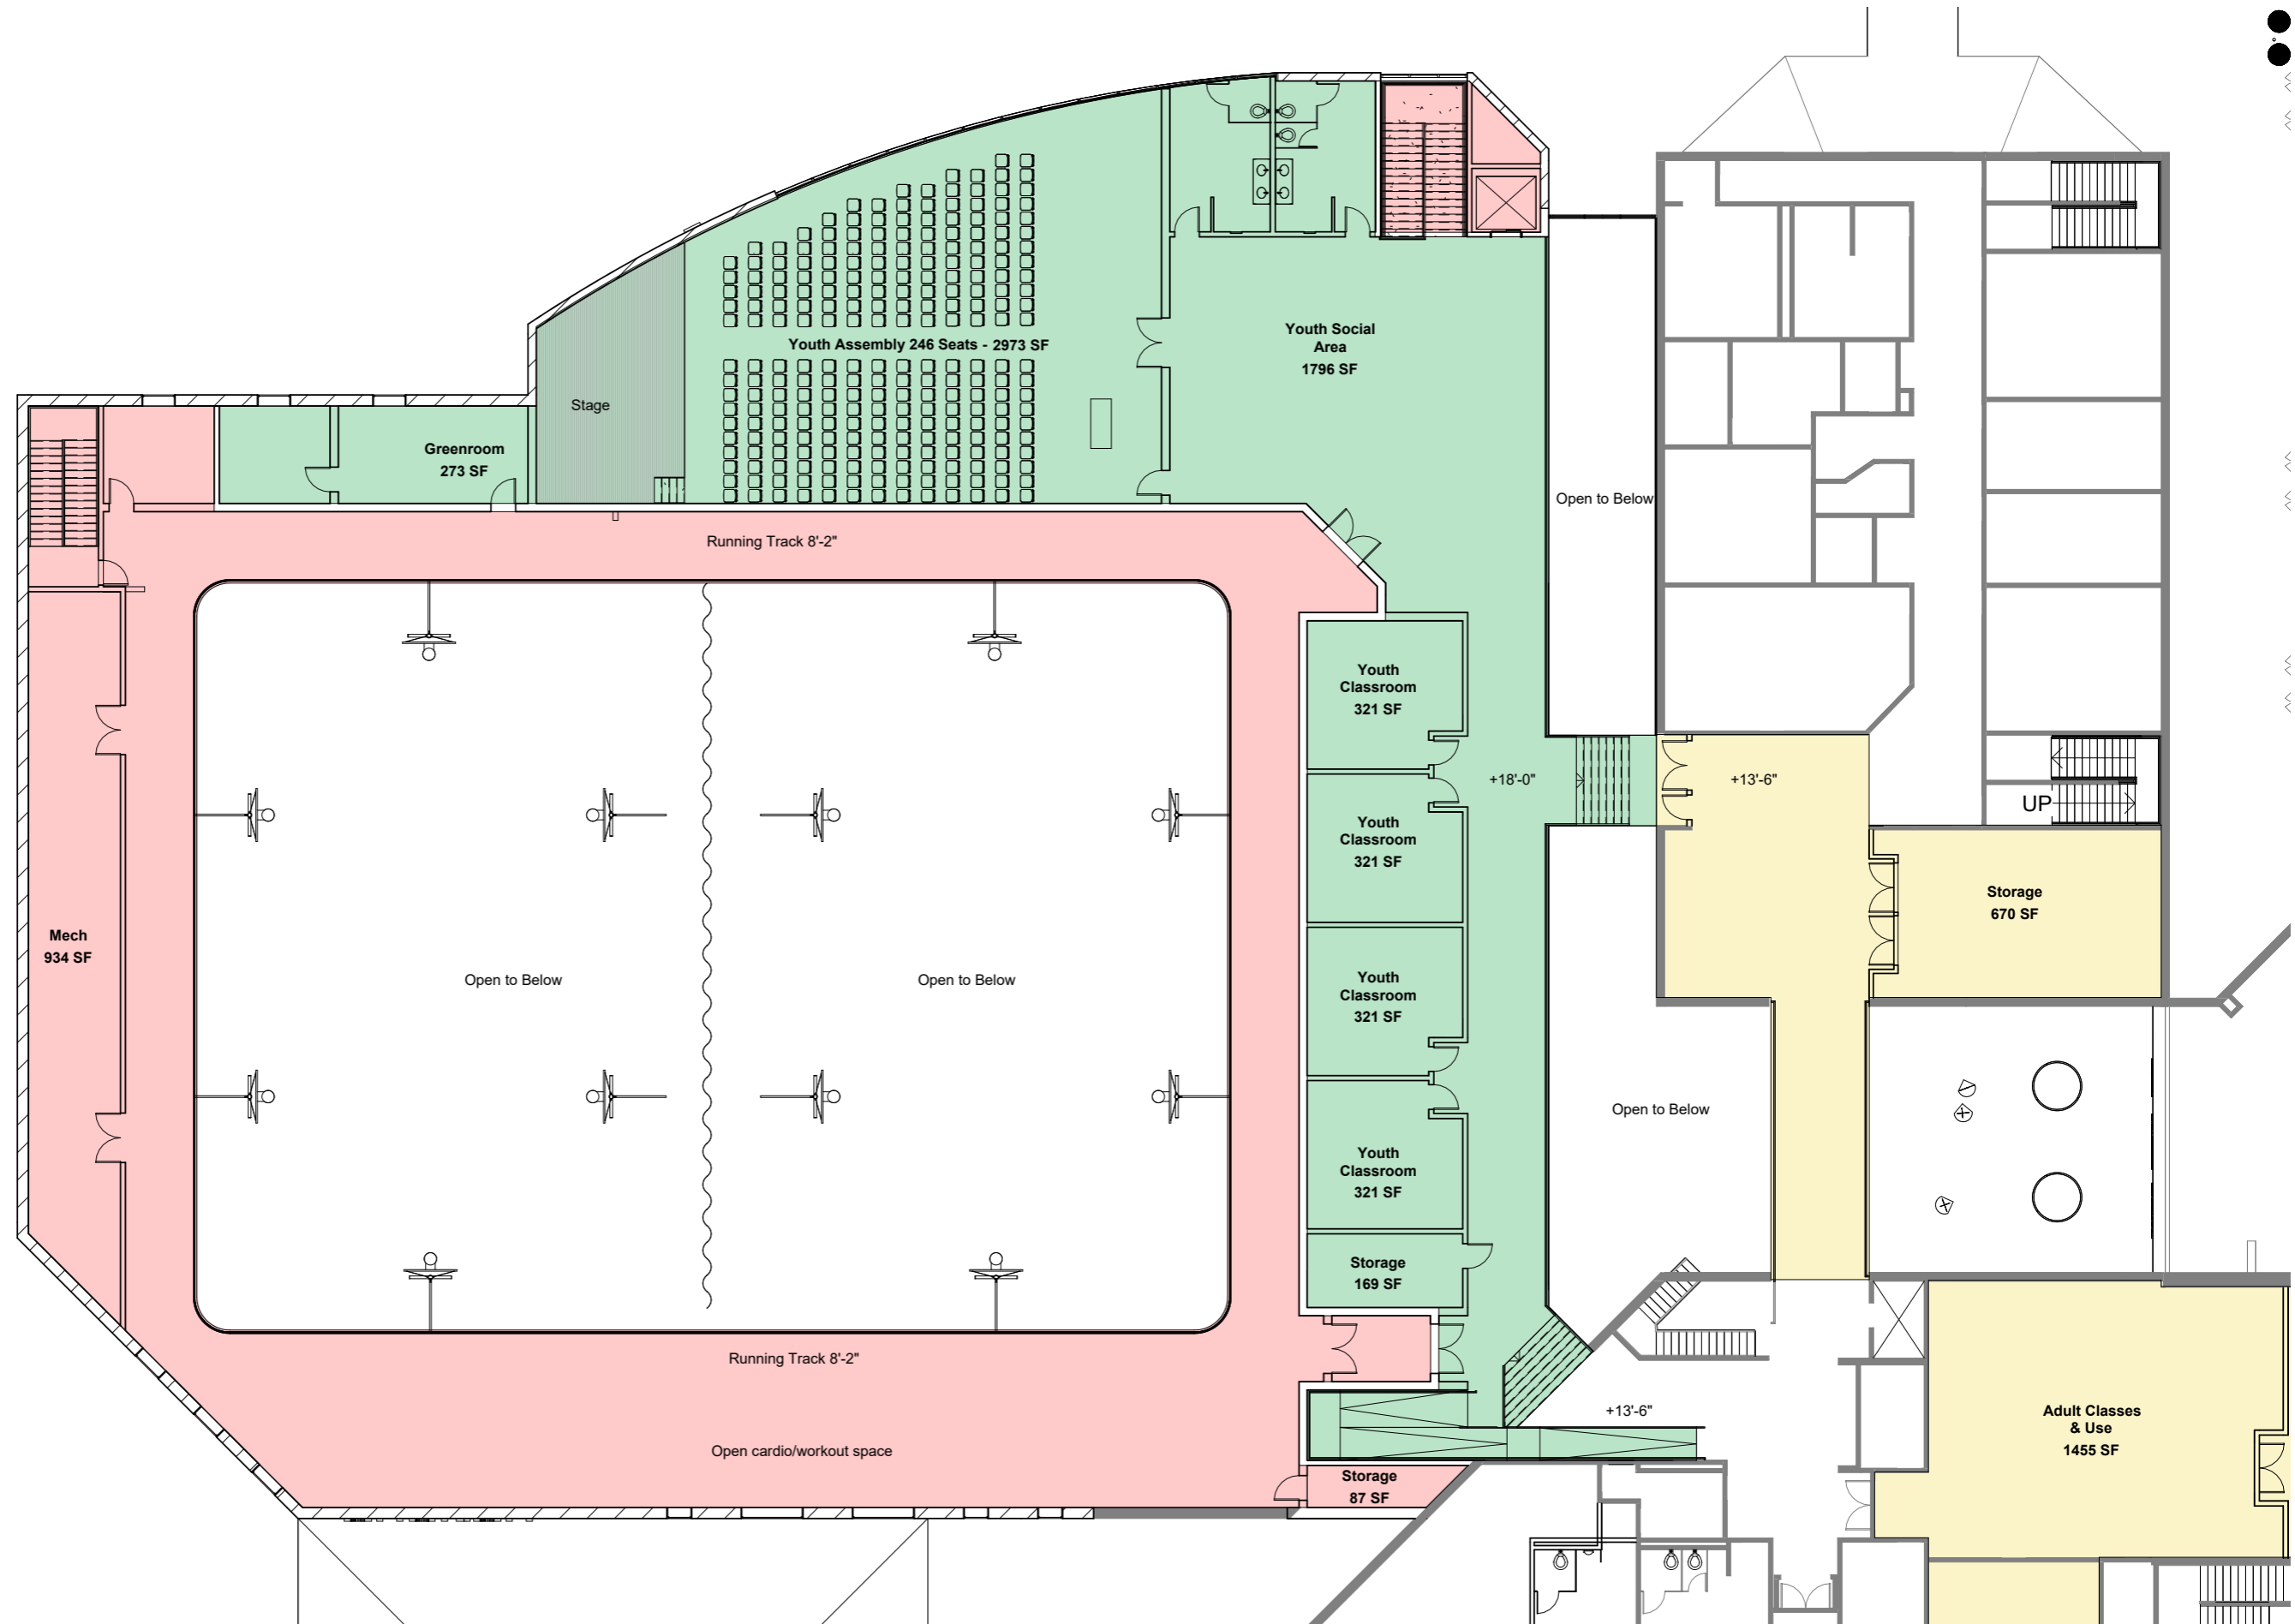 Youth Social
Area
1796 SF
Youth Assembly 246 Seats - 2973 SF
Stage
Greenroom
273 SF
Open to Below
Running Track 8'-2"
Youth
Classroom
321 SF
+18'-0"
+13'-6"
UP
Youth
Classroom
321 SF
Storage
670 SF
Mech
934 SF
Open to Below
Open to Below
Youth
Classroom
321 SF
Open to Below
Youth
Classroom
321 SF
Storage
169 SF
Running Track 8'-2"
+13'-6"
Adult Classes
& Use
1455 SF
Open cardio/workout space
Storage
87 SF